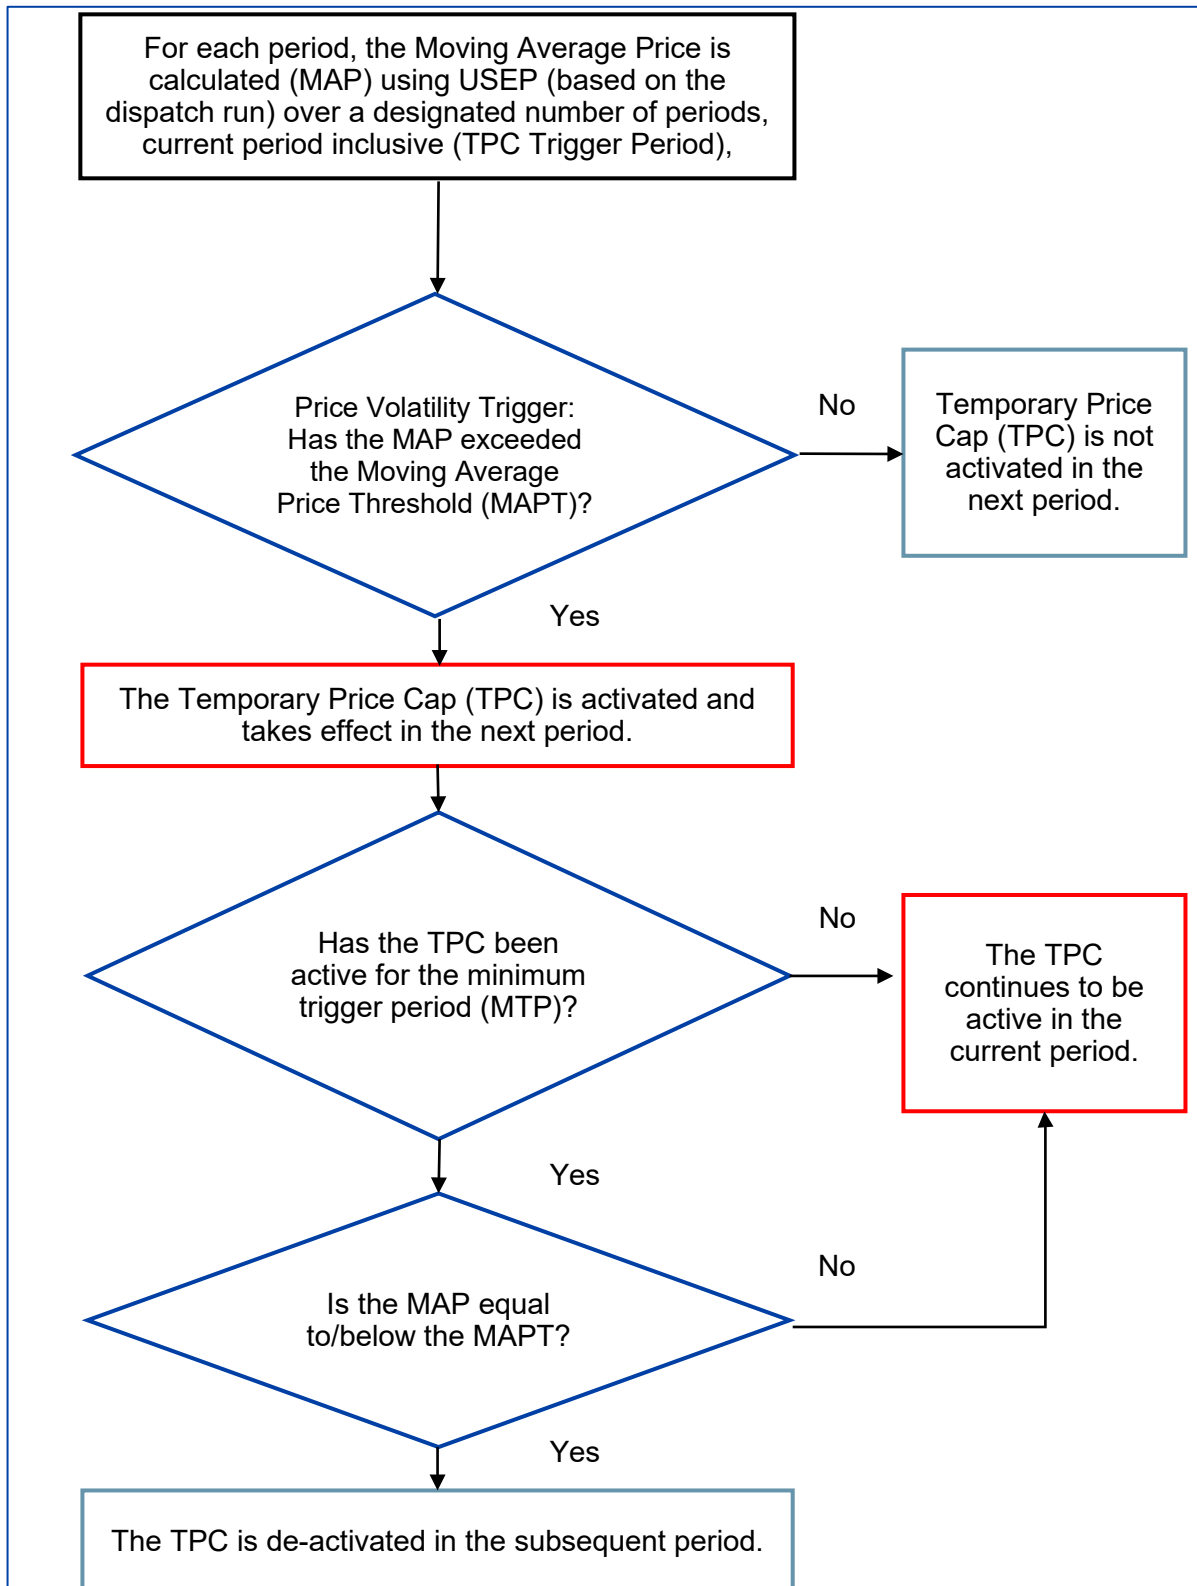 For each period, the Moving Average Price is
calculated (MAP) using USEP (based on the
dispatch run) over a designated number of periods,
current period inclusive (TPC Trigger Period),
Price Volatility Trigger:
Has the MAP exceeded
the Moving Average
Price Threshold (MAPT)?
No
Temporary Price
Cap (TPC) is not
activated in the
next period.
Yes
The Temporary Price Cap (TPC) is activated and
takes effect in the next period.
Has the TPC been
active for the minimum
trigger period (MTP)?
No
The TPC
continues to be
active in the
current period.
Yes
Is the MAP equal
to/below the MAPT?
No
Yes
The TPC is de-activated in the subsequent period.